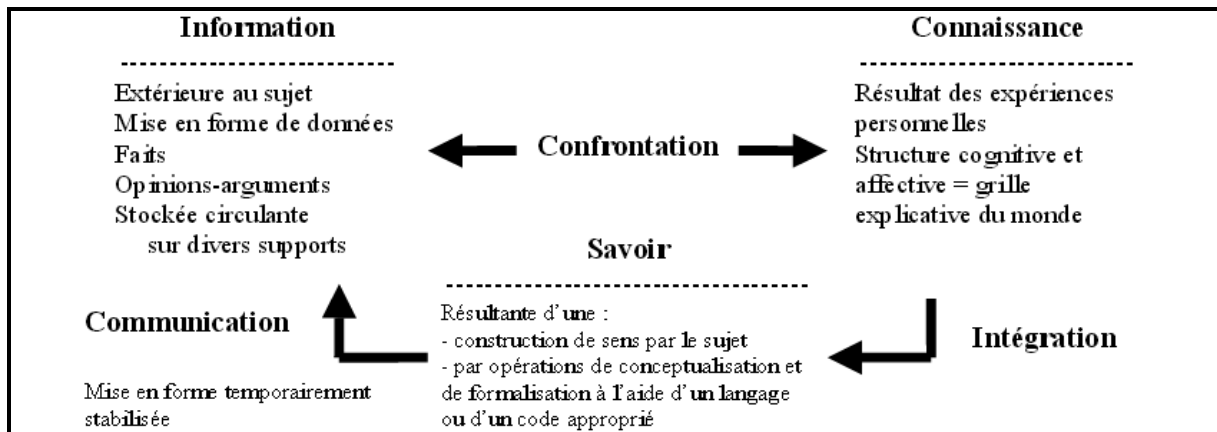 Information
----------------------------
Extérieure au sujet
Mise en forme de données
Faits
Opinions-arguments
Stockée circulante
sur divers supports
Confrontation
Connaissance
--------------------------------
Résultat des expériences
personnelles
Structure cognitive et
affective = grille
explicative du monde
Savoir
--------------------------------------
Résultante d'une :
- construction de sens par le sujet
- par opérations de conceptualisation et
de formalisation à l'aide d'un langage
ou d'un code approprié
Communication
Mise en forme temporairement
stabilisée
Intégration